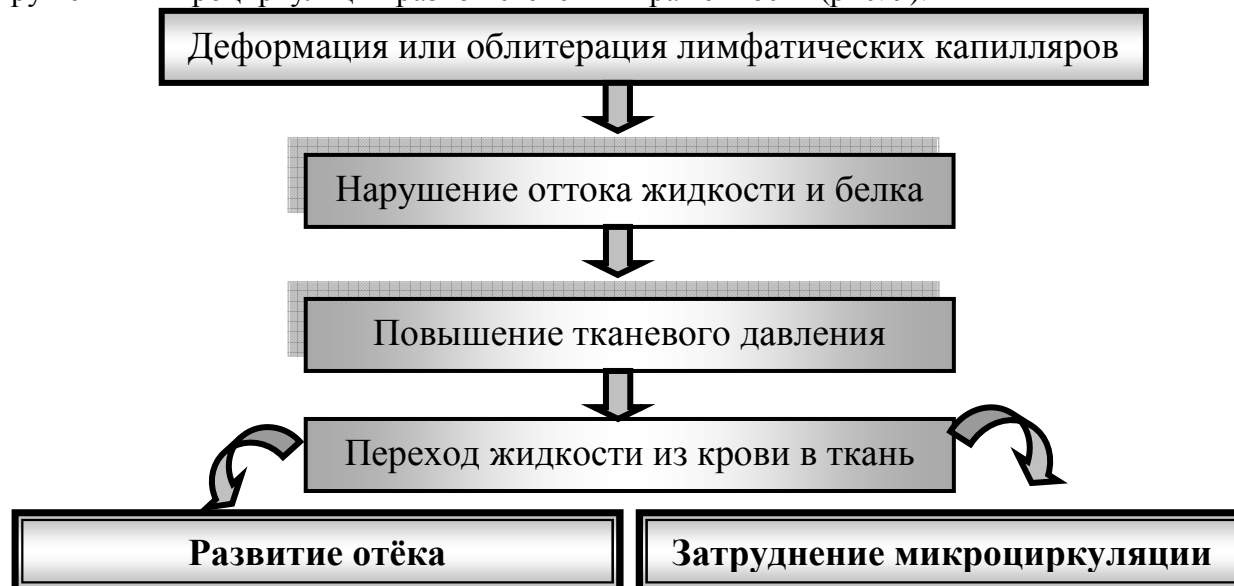 Деформация или облитерация лимфатических капилляров
Нарушение оттока жидкости и белка
Повышение тканевого давления
Переход жидкости из крови в ткань
Развитие отёка
Затруднение микроциркуляции